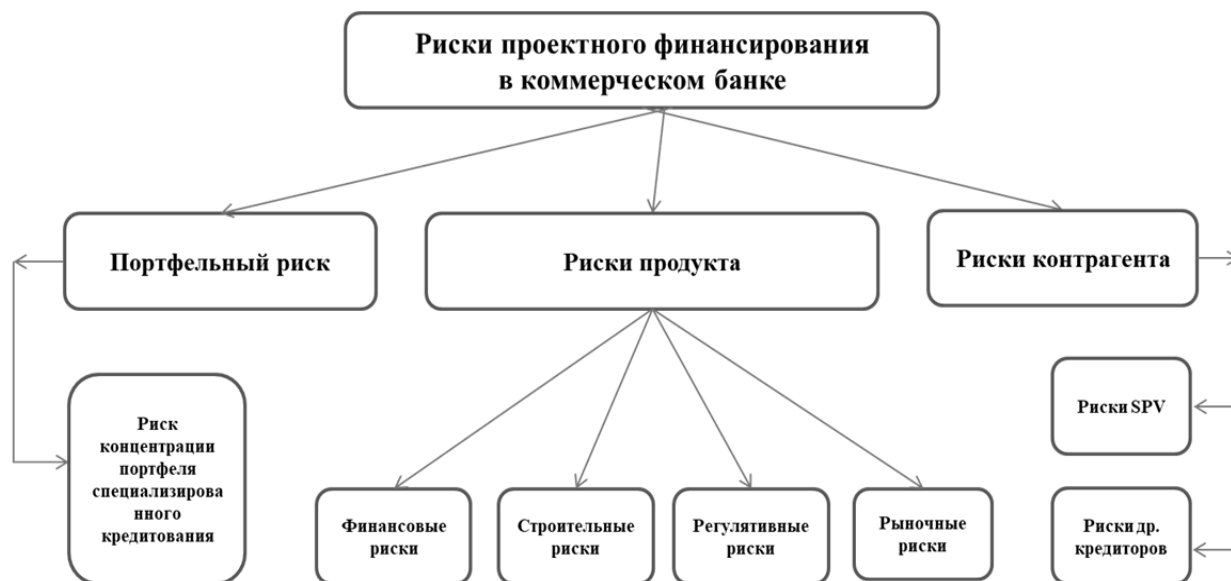 Риски проектного финансирования
в коммерческом банке
Портфельный риск
Риски продукта
Риски контрагента
Риск
концентрации
портфеля
специализирова
нного
кредитования
Финансовые
риски
Строительные
риски
Регулятивные
риски
Рыночные
риски
Риски SPV
Риски др.
кредиторов